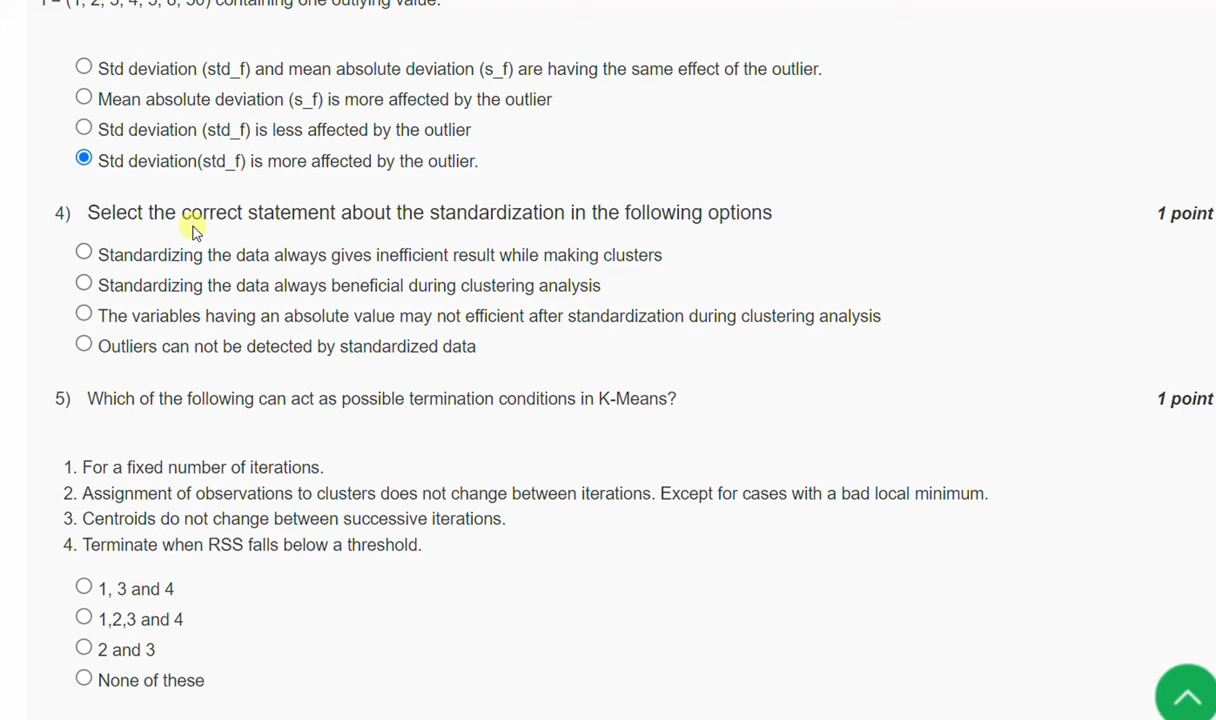 containing one outlying value.
Std deviation (std_f) and mean absolute deviation (s_f) are having the same effect of the outlier.
Mean absolute deviation (s_f) is more affected by the outlier
Std deviation (std_f) is less affected by the outlier
Std deviation(std_f) is more affected by the outlier.
4) Select the correct statement about the standardization in the following options 1 point
Standardizing the data always gives inefficient result while making clusters
Standardizing the data always beneficial during clustering analysis
The variables having an absolute value may not efficient after standardization during clustering analysis
Outliers can not be detected by standardized data
5) Which of the following can act as possible termination conditions in K-Means? 1 point
1. For a fixed number of iterations.
2. Assignment of observations to clusters does not change between iterations. Except for cases with a bad local minimum.
3. Centroids do not change between successive iterations.
4. Terminate when RSS falls below a threshold.
1, 3 and 4
1,2,3 and 4
2 and 3
None of these